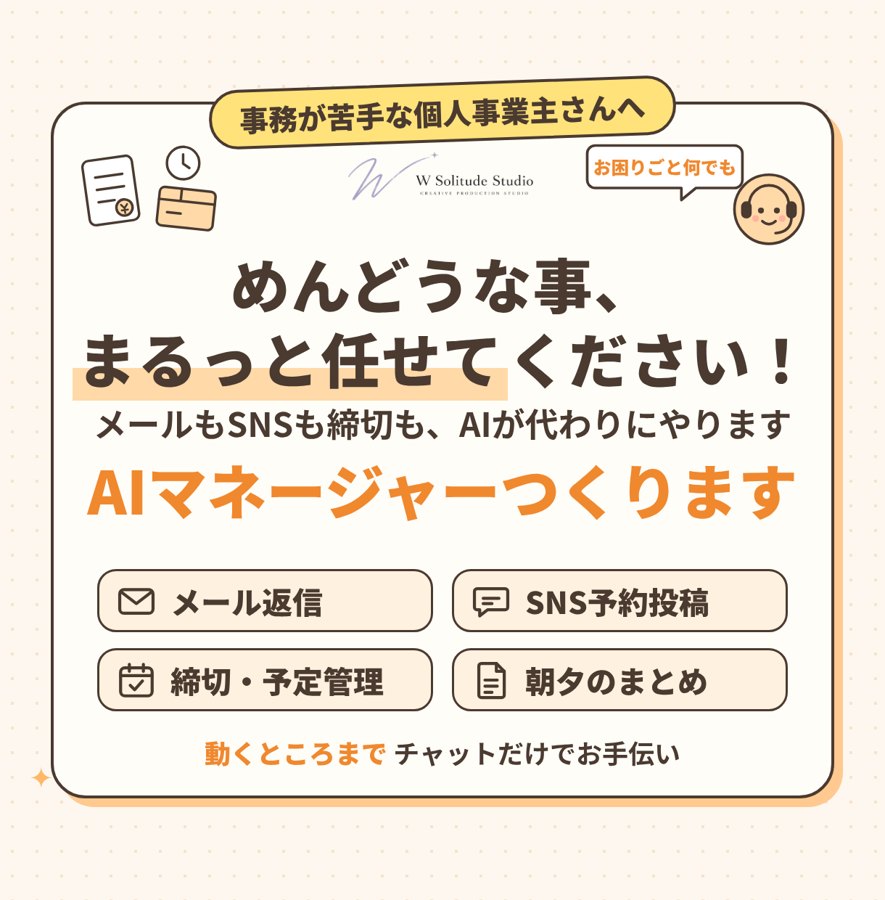 事務が苦手な個人事業主さんへ
W Solitude Studio
CREATIVE PRODUCTION STUDIO
お困りごと何でも
¥
めんどうな事、
まるっと任せてください！
メールもSNSも締切も、AIが代わりにやります
AIマネージャーつくります
メール返信
SNS予約投稿
締切・予定管理
朝夕のまとめ
動くところまで チャットだけでお手伝い